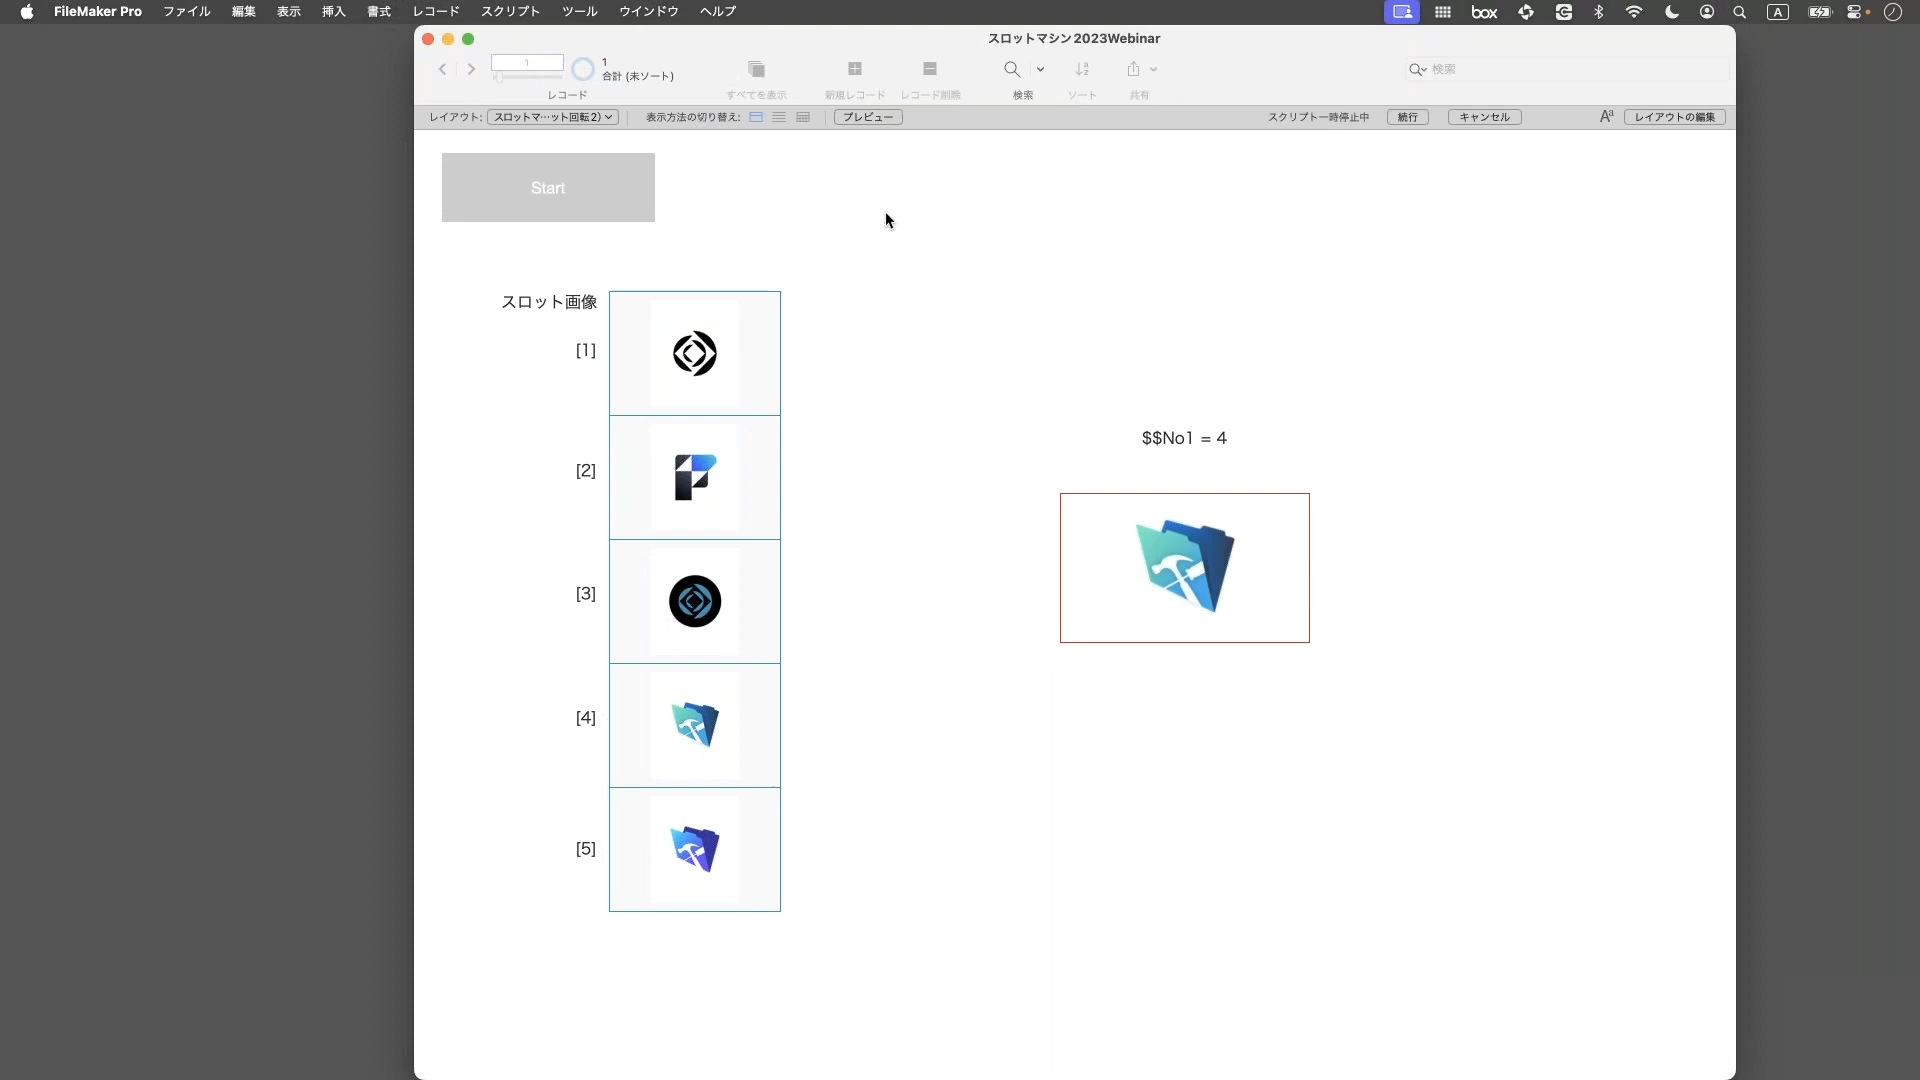 FileMaker Pro ファイル 編集 表示 挿入 書式 レコード スクリプト ツール ウインドウ ヘルプ box A
スロットマシン2023Webinar
1
1
合計 (未ソート)
検索
レコード すべてを表示 新規レコード レコード削除 検索 ソート 共有
レイアウト: スロットマ…ット回転2) 表示方法の切り替え: プレビュー スクリプト一時停止中 続行 キャンセル Aa レイアウトの編集
Start
スロット画像
[1]
[2]
[3]
[4]
[5]
$$No1 = 4